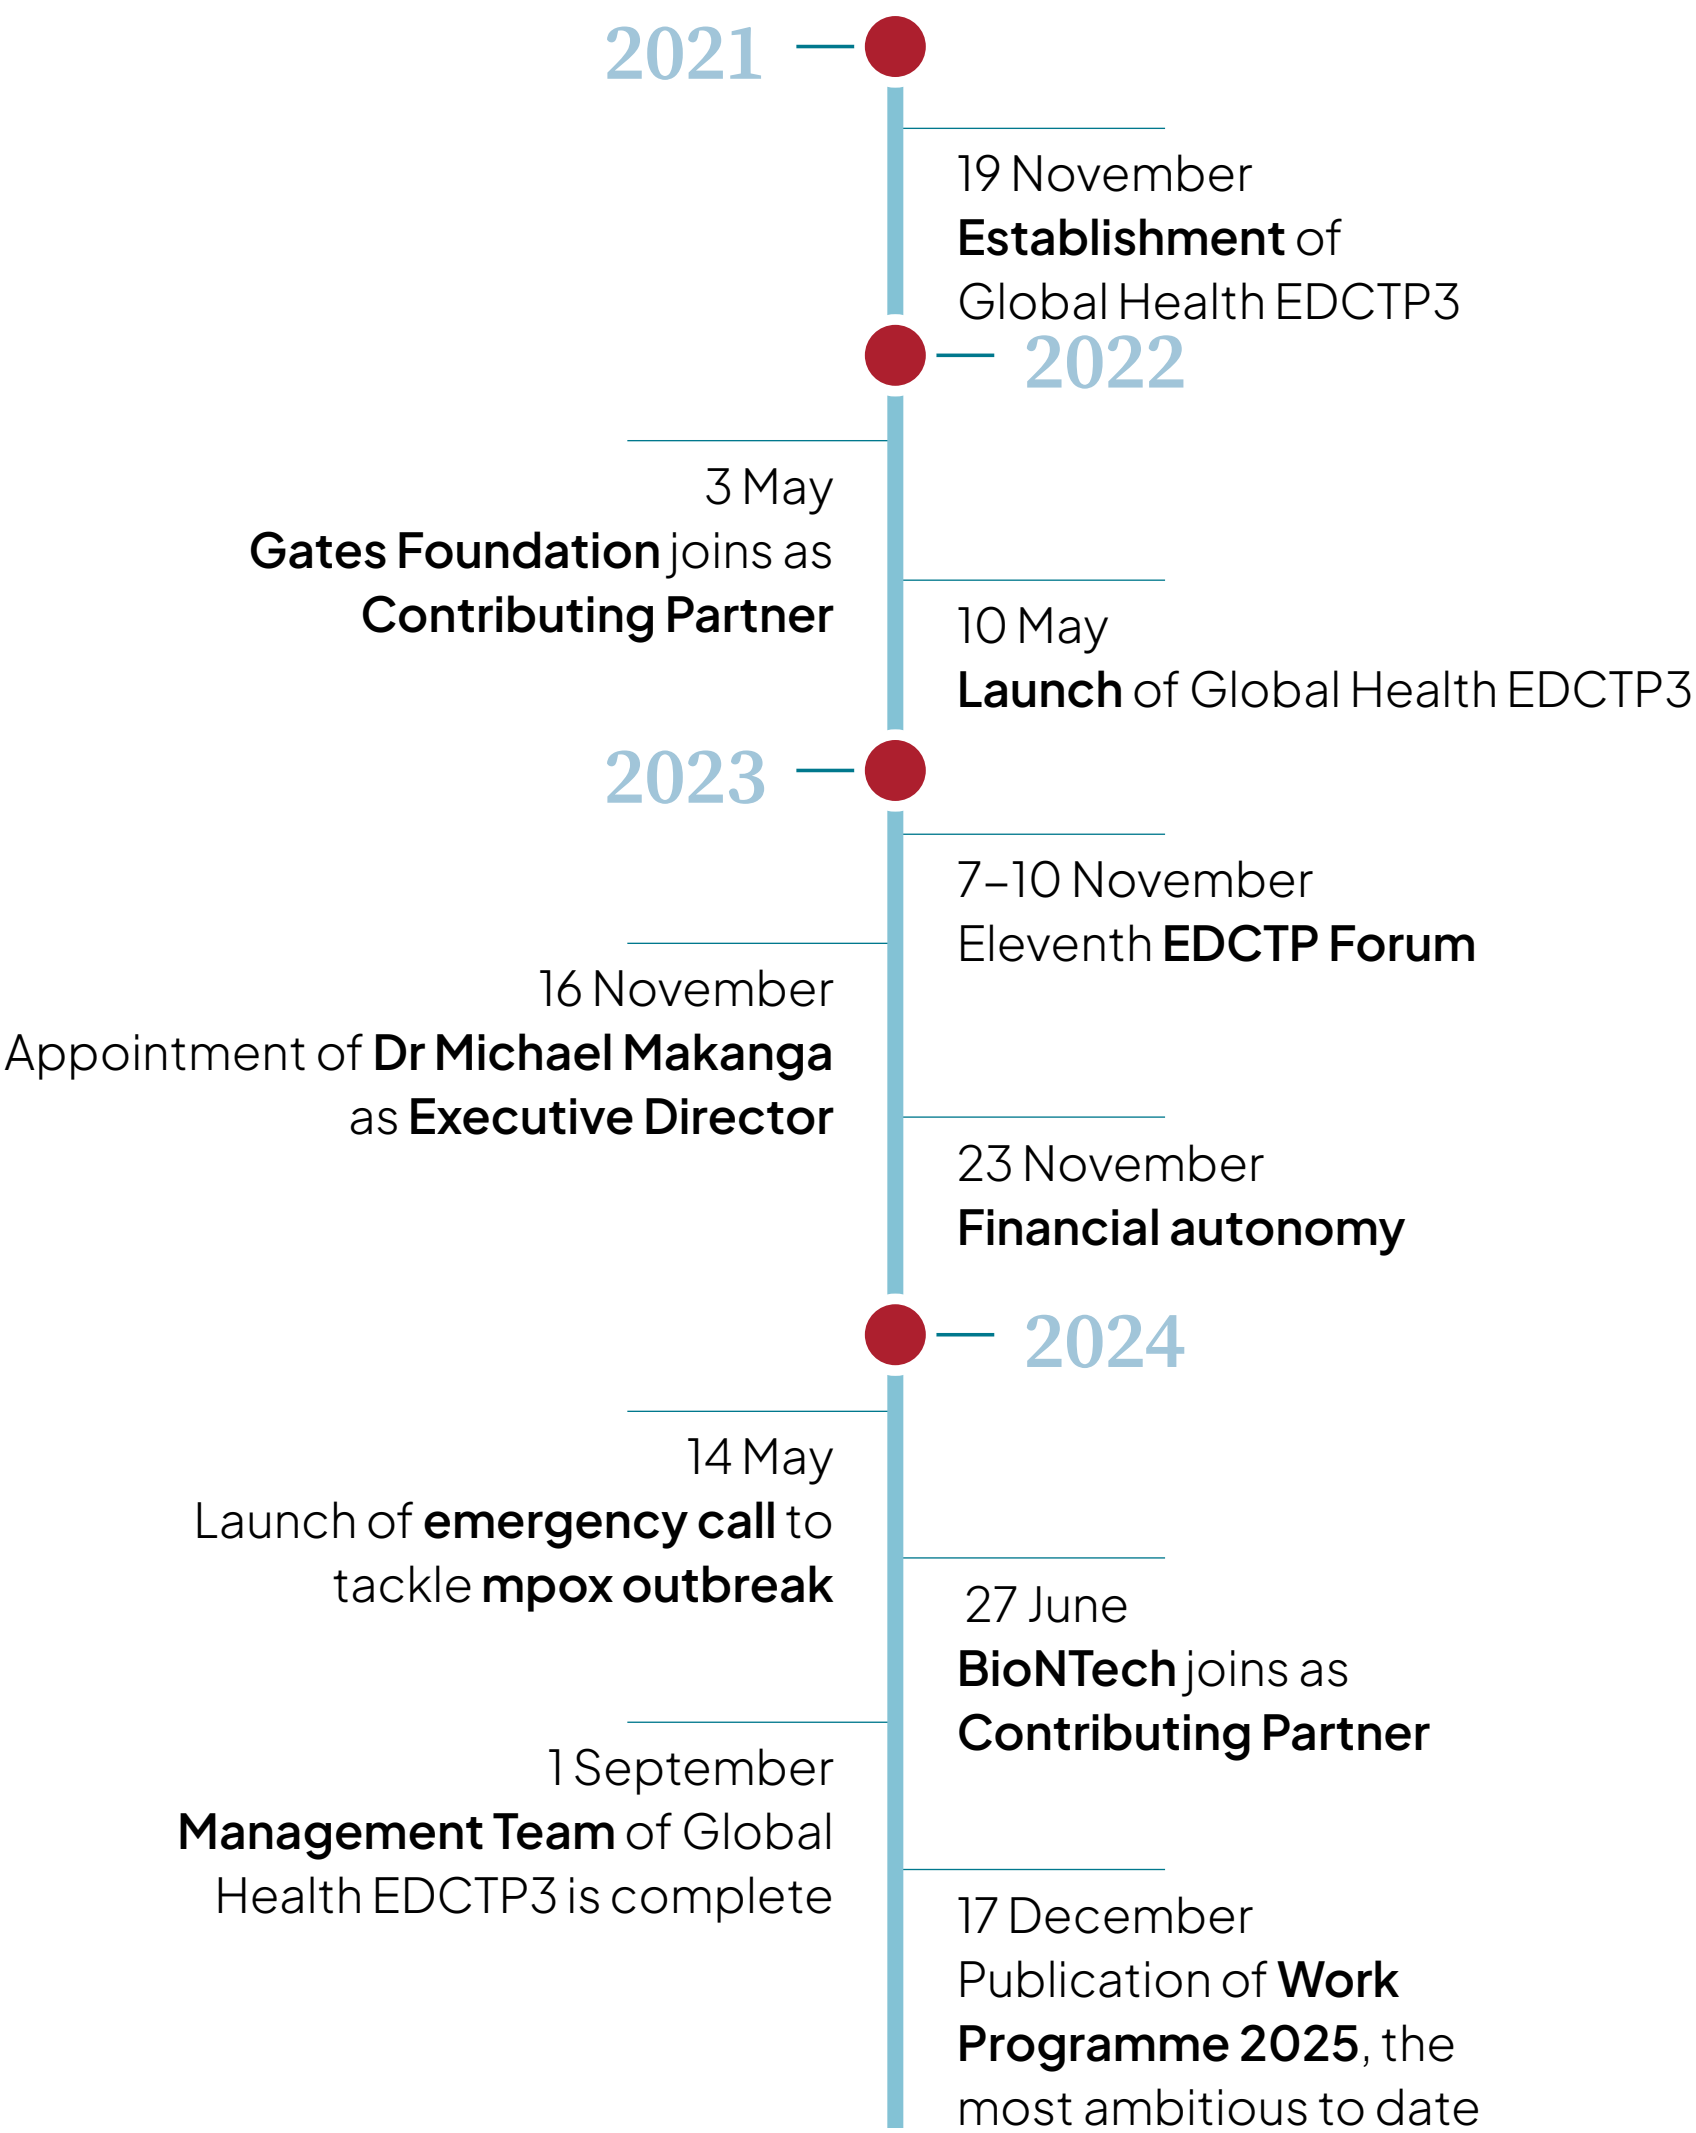 2021
19 November
Establishment of
Global Health EDCTP3
2022
3 May
Gates Foundation joins as
Contributing Partner
10 May
Launch of Global Health EDCTP3
2023
7–10 November
Eleventh EDCTP Forum
16 November
Appointment of Dr Michael Makanga
as Executive Director
23 November
Financial autonomy
2024
14 May
Launch of emergency call to
tackle mpox outbreak
27 June
BioNTech joins as
Contributing Partner
1 September
Management Team of Global
Health EDCTP3 is complete
17 December
Publication of Work
Programme 2025, the
most ambitious to date